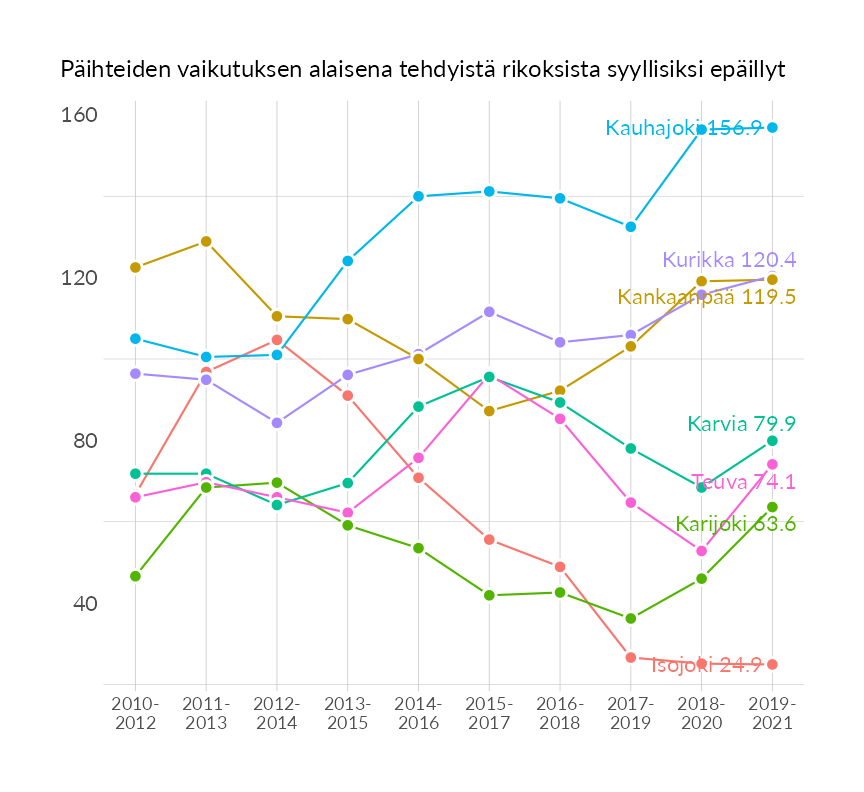 Päihteiden vaikutuksen alaisena tehdyistä rikoksista syyllisiksi epäillyt
160
Kauhajoki 156.9
Kurikka 120.4
120
Kankaanpää 119.5
Karvia 79.9
80
Teuva 74.1
Karijoki 63.6
40
Isojoki 24.9
2010-2012
2011-2013
2012-2014
2013-2015
2014-2016
2015-2017
2016-2018
2017-2019
2018-2020
2019-2021